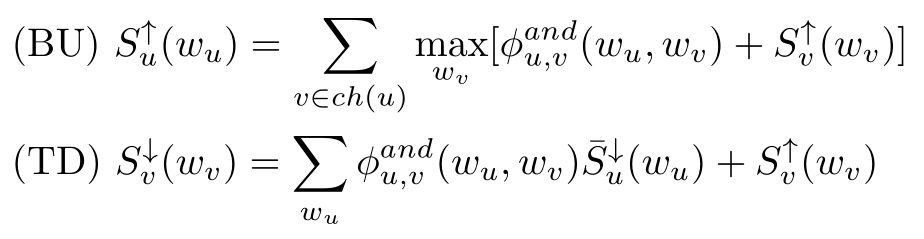 (BU) $S_u^{\uparrow}(w_u) = \sum_{v \in ch(u)} \max_{w_v} [\phi_{u,v}^{and}(w_u, w_v) + S_v^{\uparrow}(w_v)]$
(TD) $S_v^{\downarrow}(w_v) = \sum_{w_u} \phi_{u,v}^{and}(w_u, w_v) \bar{S}_u^{\downarrow}(w_u) + S_v^{\uparrow}(w_v)$